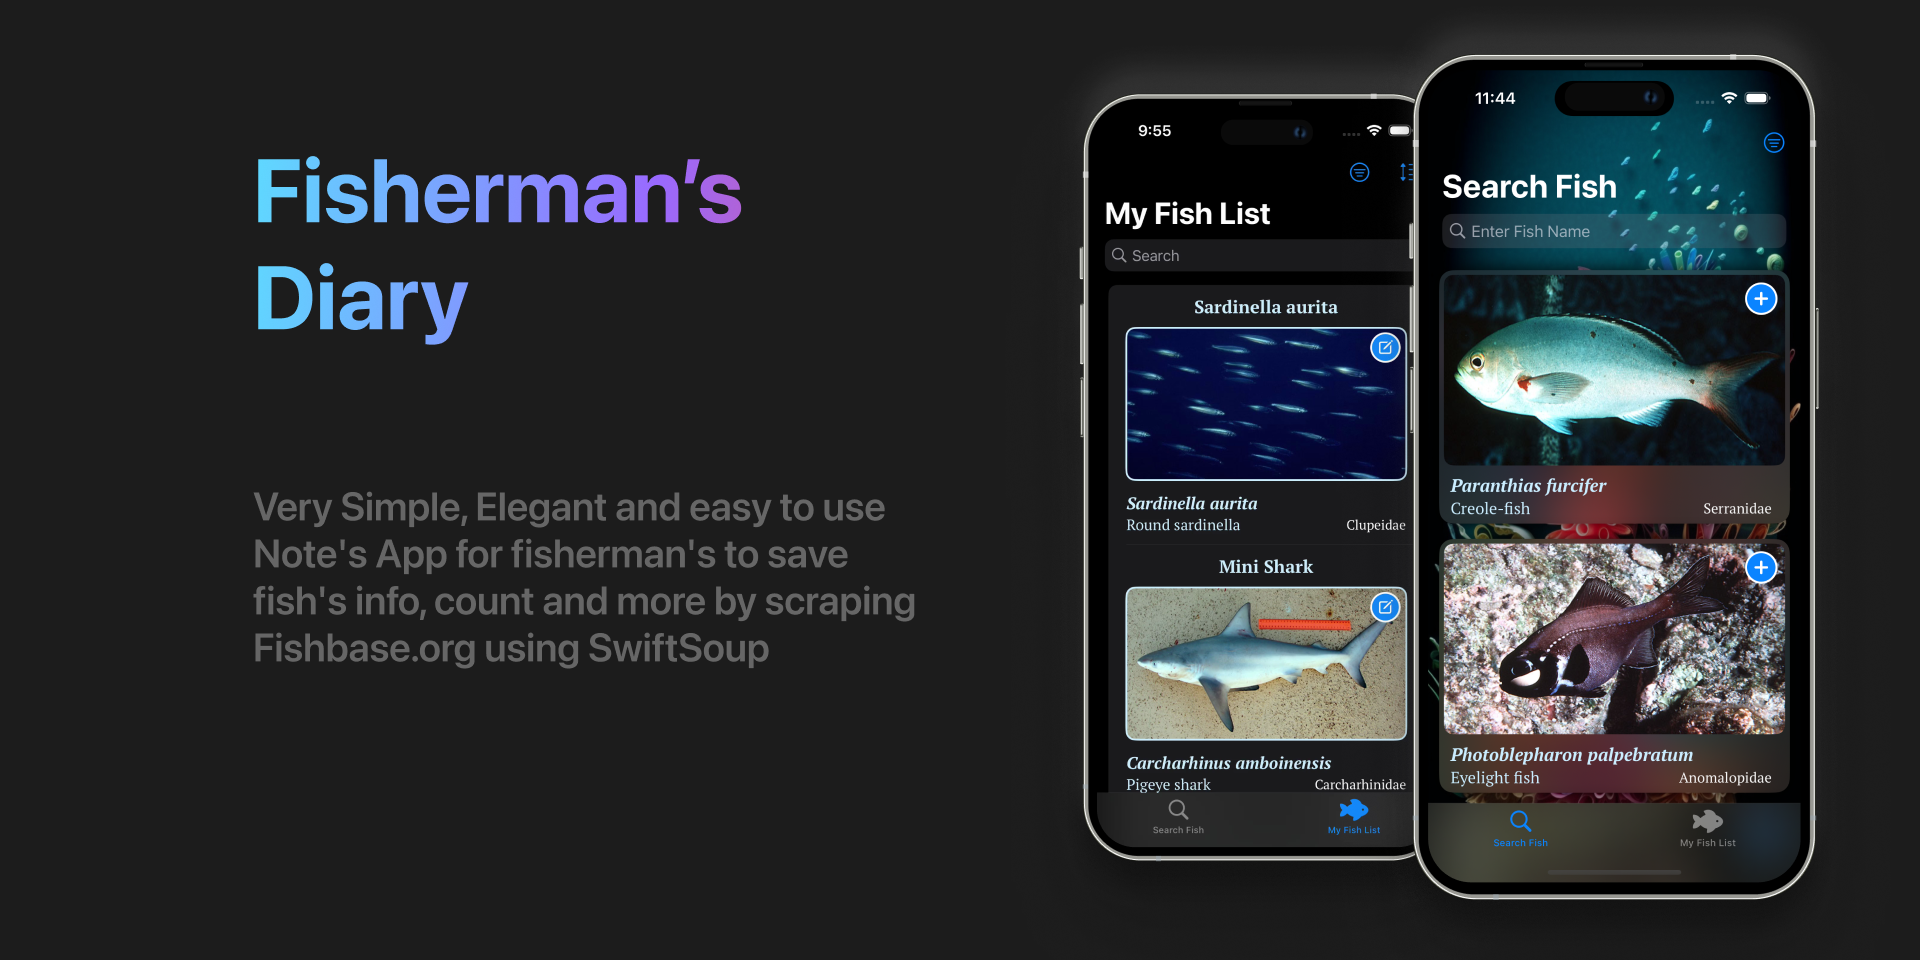 Fisherman’s
Diary
Very Simple, Elegant and easy to use
Note's App for fisherman's to save
fish's info, count and more by scraping
Fishbase.org using SwiftSoup
9:55
My Fish List
Search
Sardinella aurita
Sardinella aurita
Round sardinella
Clupeidae
Mini Shark
Carcharhinus amboinensis
Pigeye shark
Carcharhinidae
Search Fish
My Fish List
11:44
Search Fish
Enter Fish Name
Paranthias furcifer
Creole-fish
Serranidae
Photoblepharon palpebratum
Eyelight fish
Anomalopidae
Search Fish
My Fish List